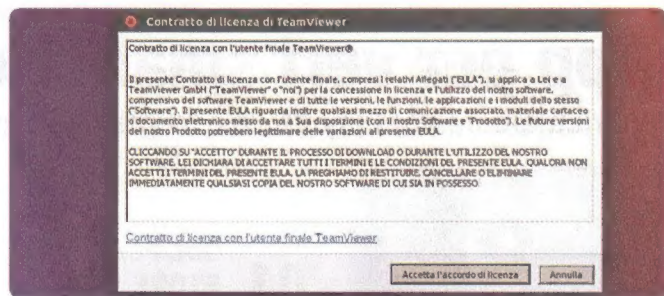 Contratto di licenza di TeamViewer
Contratto di licenza con l'utente finale TeamViewer®
Il presente Contratto di licenza con l'utente finale, compresi i relativi Allegati ("EULA"), si applica a Lei e a
TeamViewer GmbH ("TeamViewer" o "noi") per la concessione in licenza e l'utilizzo del nostro software,
comprensivo del software TeamViewer e di tutte le versioni, le funzioni, le applicazioni e i moduli dello stesso
("Software"). Il presente EULA riguarda inoltre qualsiasi mezzo di comunicazione associato, materiale cartaceo
o documento elettronico messo da noi a Sua disposizione (con il nostro Software e "Prodotto"). Le future versioni
del nostro Prodotto potrebbero legittimare delle variazioni al presente EULA.
CLICCANDO SU "ACCETTO" DURANTE IL PROCESSO DI DOWNLOAD O DURANTE L'UTILIZZO DEL NOSTRO
SOFTWARE, LEI DICHIARA DI ACCETTARE TUTTI I TERMINI E LE CONDIZIONI DEL PRESENTE EULA. QUALORA NON
ACCETTI I TERMINI DEL PRESENTE EULA, LA PREGHIAMO DI RESTITUIRE, CANCELLARE O ELIMINARE
IMMEDIATAMENTE QUALSIASI COPIA DEL NOSTRO SOFTWARE DI CUI SIA IN POSSESSO.
Contratto di licenza con l'utente finale TeamViewer
Accetta l'accordo di licenza Annulla